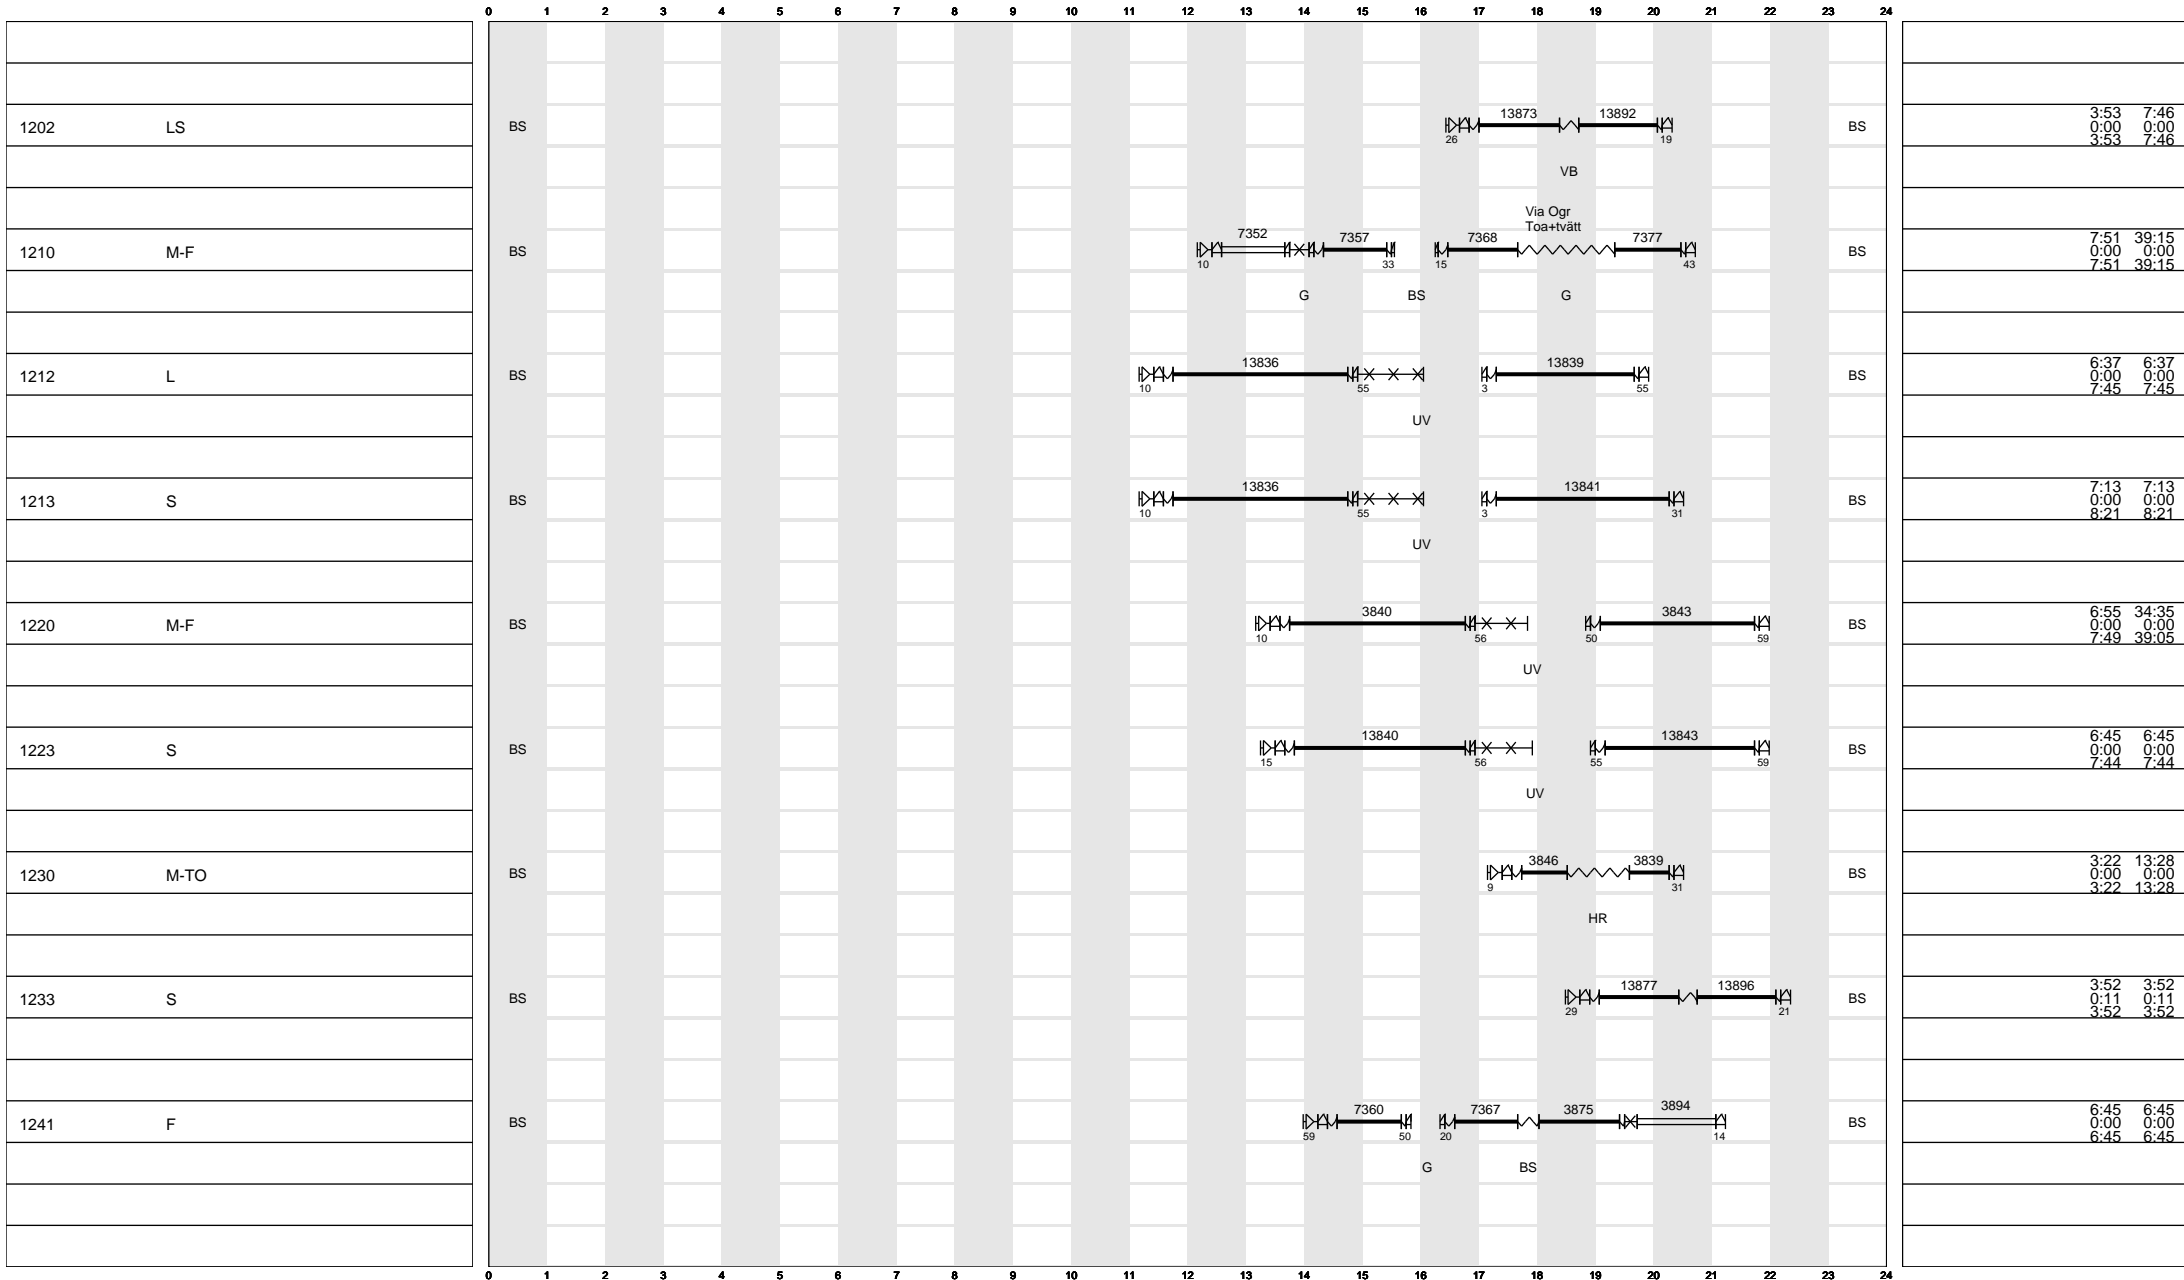 0 1 2 3 4 5 6 7 8 9 10 11 12 13 14 15 16 17 18 19 20 21 22 23 24
13873 13892 3:53 7:46
1202 LS BS BS 0:00 0:00
26 19 3:53 7:46
VB
Via Ogr
Toa+tvätt
7352 7357 7368 7377 7:51 39:15
1210 M-F BS BS 0:00 0:00
10 33 15 43 7:51 39:15
G BS G
13836 13839 6:37 6:37
1212 L BS BS 0:00 0:00
10 55 3 55 7:45 7:45
UV
13836 13841 7:13 7:13
1213 S BS BS 0:00 0:00
10 55 3 31 8:21 8:21
UV
3840 3843 6:55 34:35
1220 M-F BS BS 0:00 0:00
10 56 50 59 7:49 39:05
UV
13840 13843 6:45 6:45
1223 S BS BS 0:00 0:00
15 56 55 59 7:44 7:44
UV
3846 3839 3:22 13:28
1230 M-TO BS BS 0:00 0:00
9 31 3:22 13:28
HR
13877 13896 3:52 3:52
1233 S BS BS 0:11 0:11
29 21 3:52 3:52
7360 7367 3875 3894 6:45 6:45
1241 F BS BS 0:00 0:00
59 50 20 14 6:45 6:45
G BS
0 1 2 3 4 5 6 7 8 9 10 11 12 13 14 15 16 17 18 19 20 21 22 23 24